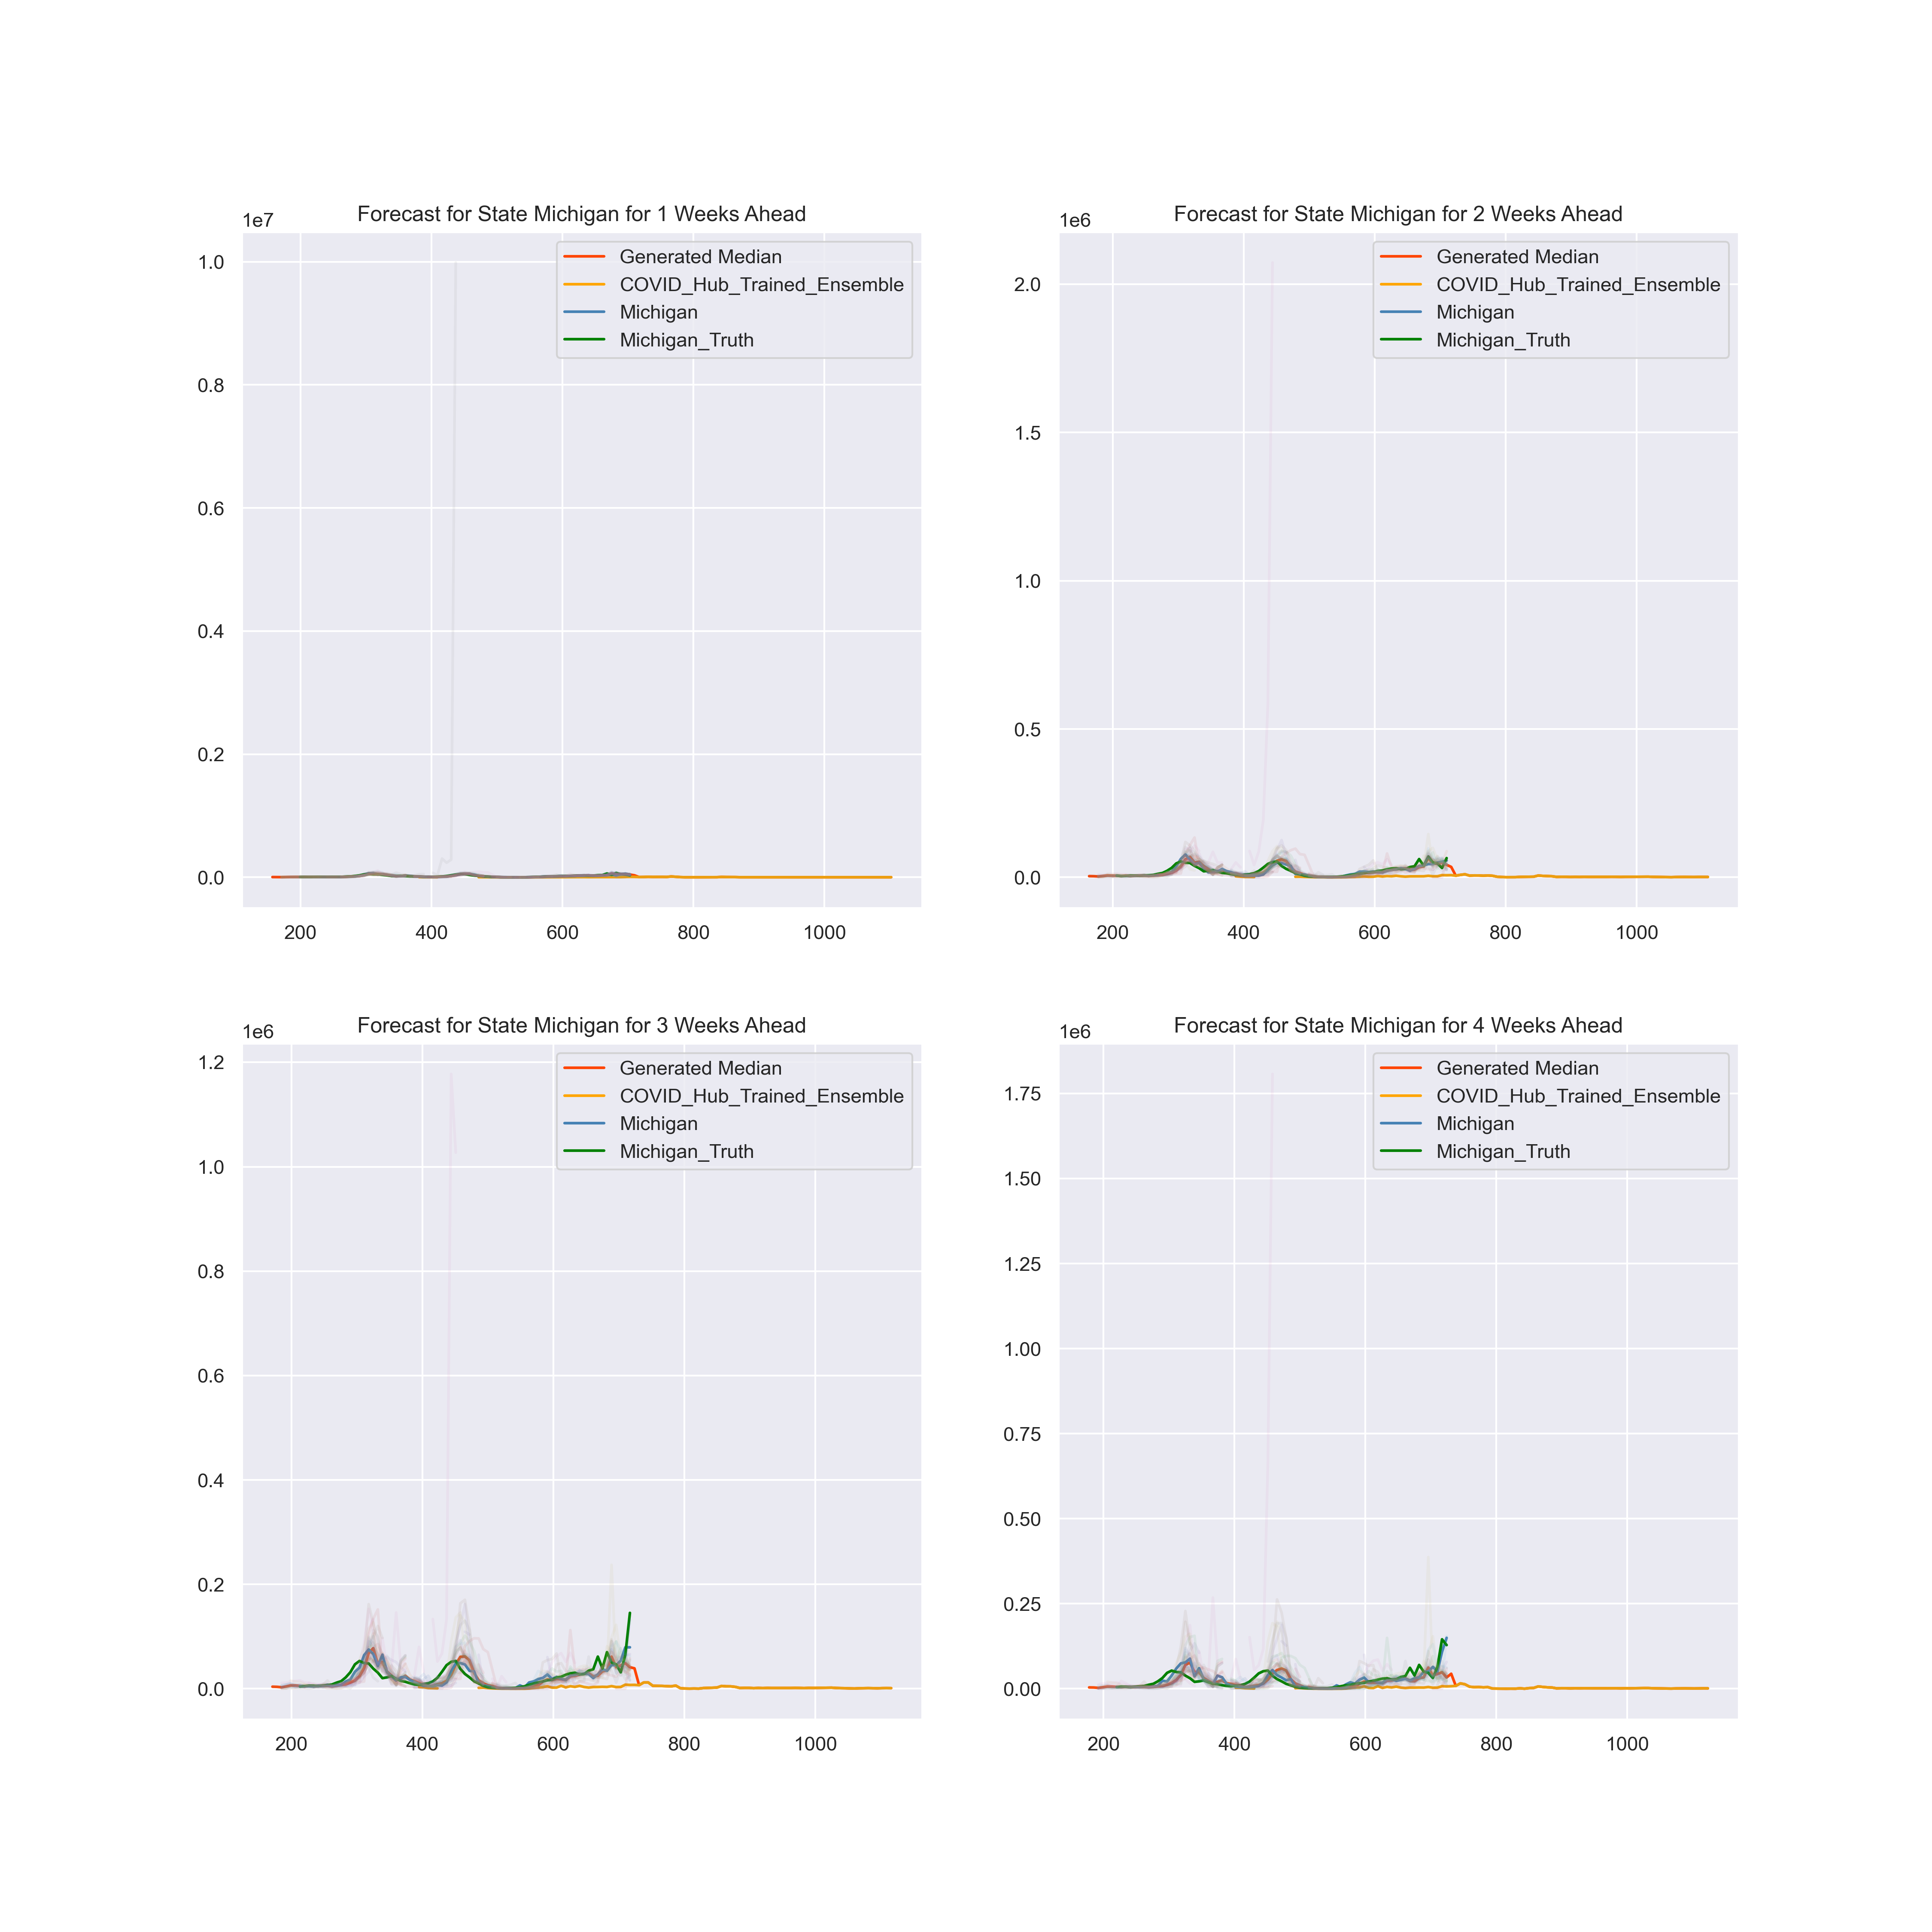 Forecast for State Michigan for 1 Weeks Ahead
1e7
Generated Median
COVID_Hub_Trained_Ensemble
Michigan
Michigan_Truth
1.0
0.8
0.6
0.4
0.2
0.0
200 400 600 800 1000
Forecast for State Michigan for 2 Weeks Ahead
1e6
Generated Median
COVID_Hub_Trained_Ensemble
Michigan
Michigan_Truth
2.0
1.5
1.0
0.5
0.0
200 400 600 800 1000
Forecast for State Michigan for 3 Weeks Ahead
1e6
Generated Median
COVID_Hub_Trained_Ensemble
Michigan
Michigan_Truth
1.2
1.0
0.8
0.6
0.4
0.2
0.0
200 400 600 800 1000
Forecast for State Michigan for 4 Weeks Ahead
1e6
Generated Median
COVID_Hub_Trained_Ensemble
Michigan
Michigan_Truth
1.75
1.50
1.25
1.00
0.75
0.50
0.25
0.00
200 400 600 800 1000